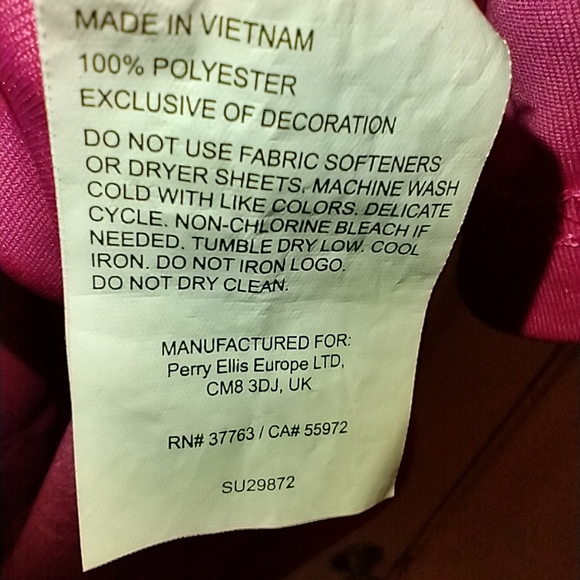 MADE IN VIETNAM
100% POLYESTER
EXCLUSIVE OF DECORATION
DO NOT USE FABRIC SOFTENERS
OR DRYER SHEETS. MACHINE WASH
COLD WITH LIKE COLORS. DELICATE
CYCLE. NON-CHLORINE BLEACH IF
NEEDED. TUMBLE DRY LOW. COOL
IRON. DO NOT IRON LOGO.
DO NOT DRY CLEAN.
MANUFACTURED FOR:
Perry Ellis Europe LTD,
CM8 3DJ, UK
RN# 37763 / CA# 55972
SU29872